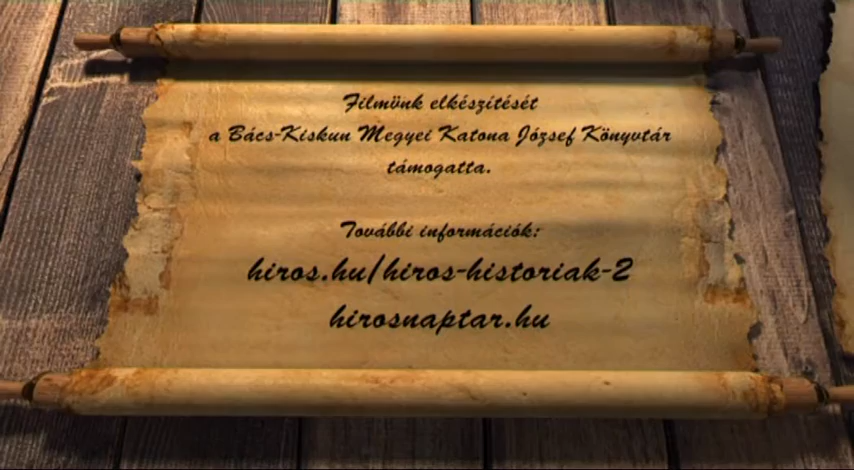 Filmünk elkészítését
a Bács-Kiskun Megyei Katona József Könyvtár
támogatta.
További információk:
hiros.hu/hiros-historiak-2
hirosnaptar.hu